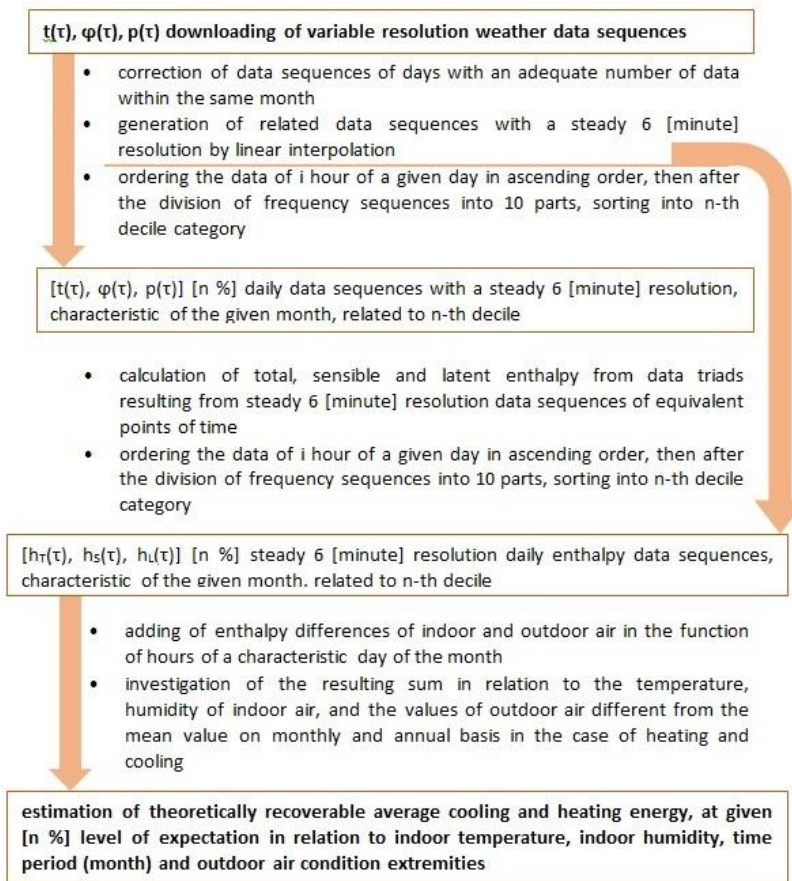 t(τ), φ(τ), p(τ) downloading of variable resolution weather data sequences
• correction of data sequences of days with an adequate number of data
within the same month
• generation of related data sequences with a steady 6 [minute]
resolution by linear interpolation
• ordering the data of i hour of a given day in ascending order, then after
the division of frequency sequences into 10 parts, sorting into n-th
decile category
[t(τ), φ(τ), p(τ)] [n %] daily data sequences with a steady 6 [minute] resolution,
characteristic of the given month, related to n-th decile
• calculation of total, sensible and latent enthalpy from data triads
resulting from steady 6 [minute] resolution data sequences of equivalent
points of time
• ordering the data of i hour of a given day in ascending order, then after
the division of frequency sequences into 10 parts, sorting into n-th decile
category
[hT(τ), hS(τ), hL(τ)] [n %] steady 6 [minute] resolution daily enthalpy data sequences,
characteristic of the given month. related to n-th decile
• adding of enthalpy differences of indoor and outdoor air in the function
of hours of a characteristic day of the month
• investigation of the resulting sum in relation to the temperature,
humidity of indoor air, and the values of outdoor air different from the
mean value on monthly and annual basis in the case of heating and
cooling
estimation of theoretically recoverable average cooling and heating energy, at given
[n %] level of expectation in relation to indoor temperature, indoor humidity, time
period (month) and outdoor air condition extremities